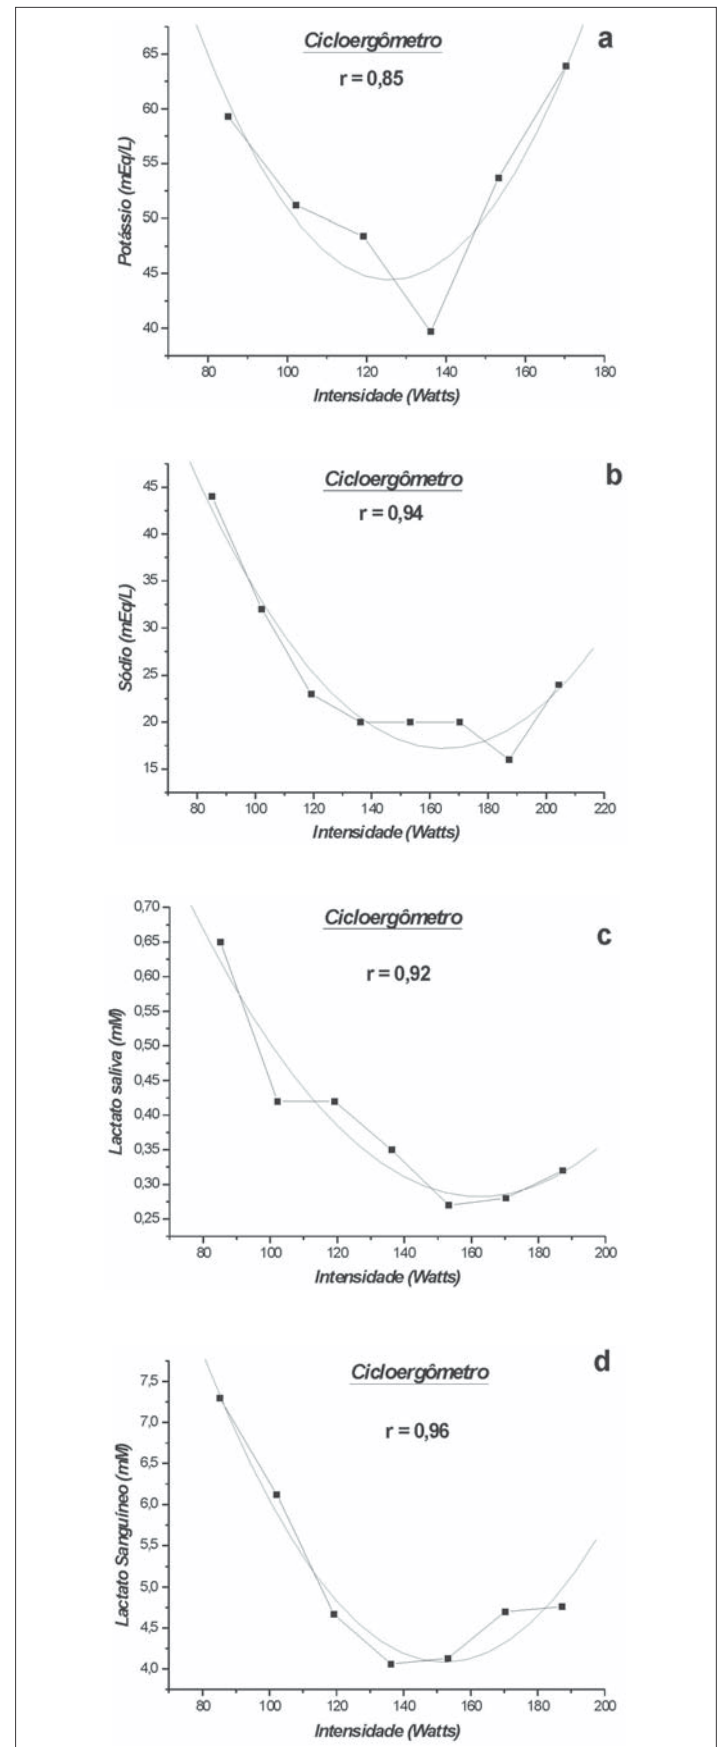 Cicloergômetro
a
r = 0,85
Potássio (mEq/L)
65
60
55
50
45
40
80 100 120 140 160 180
Intensidade (Watts)
Cicloergômetro
b
r = 0,94
Sódio (mEq/L)
45
40
35
30
25
20
15
80 100 120 140 160 180 200 220
Intensidade (Watts)
Cicloergômetro
c
r = 0,92
Lactato saliva (mM)
0,70
0,65
0,60
0,55
0,50
0,45
0,40
0,35
0,30
0,25
80 100 120 140 160 180 200
Intensidade (Watts)
Cicloergômetro
d
r = 0,96
Lactato Sanguíneo (mM)
7,5
7,0
6,5
6,0
5,5
5,0
4,5
4,0
80 100 120 140 160 180 200
Intensidade (Watts)